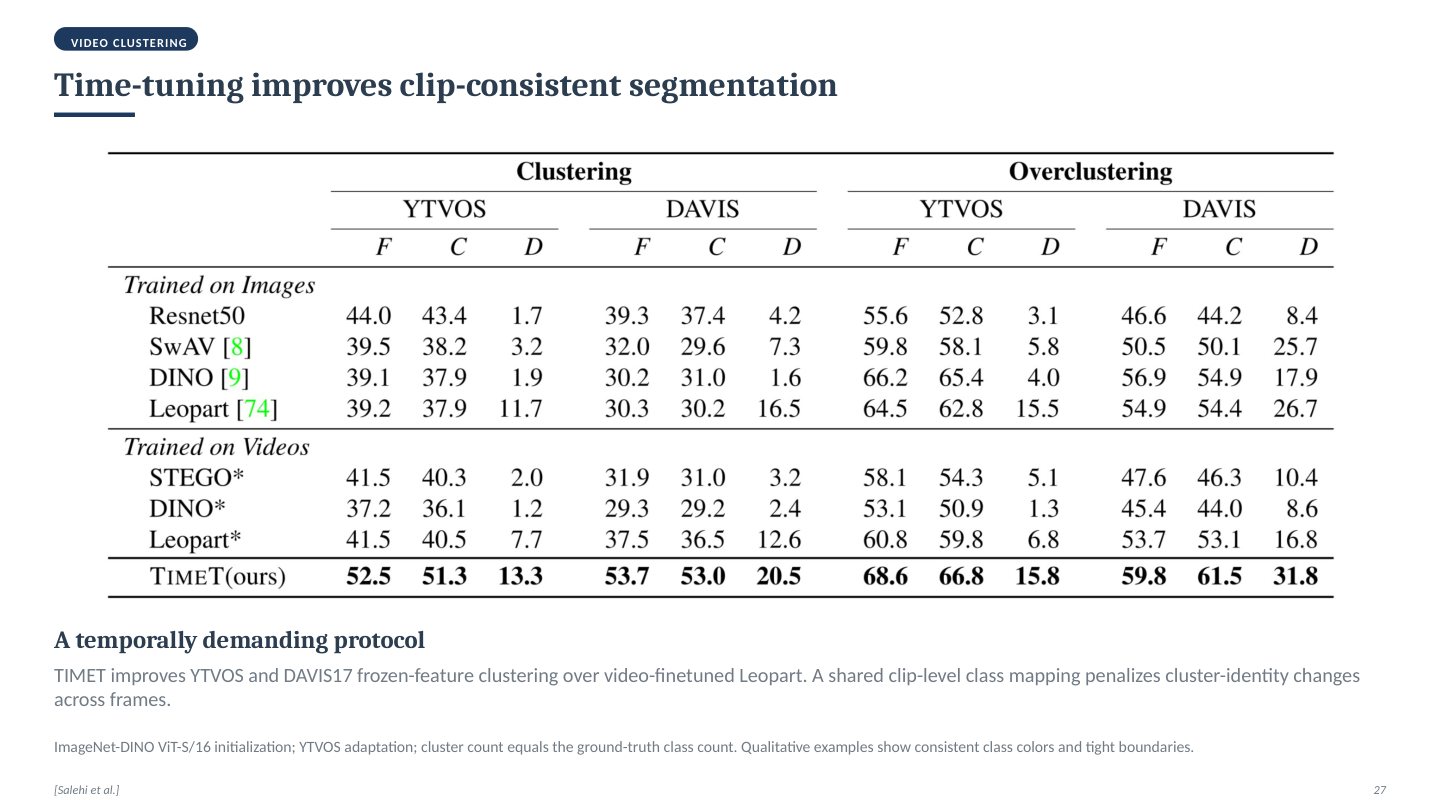 VIDEO CLUSTERING
Time-tuning improves clip-consistent segmentation
Clustering Overclustering
YTVOS DAVIS YTVOS DAVIS
F C D F C D F C D F C D
Trained on Images
Resnet50 44.0 43.4 1.7 39.3 37.4 4.2 55.6 52.8 3.1 46.6 44.2 8.4
SwAV [8] 39.5 38.2 3.2 32.0 29.6 7.3 59.8 58.1 5.8 50.5 50.1 25.7
DINO [9] 39.1 37.9 1.9 30.2 31.0 1.6 66.2 65.4 4.0 56.9 54.9 17.9
Leopart [74] 39.2 37.9 11.7 30.3 30.2 16.5 64.5 62.8 15.5 54.9 54.4 26.7
Trained on Videos
STEGO* 41.5 40.3 2.0 31.9 31.0 3.2 58.1 54.3 5.1 47.6 46.3 10.4
DINO* 37.2 36.1 1.2 29.3 29.2 2.4 53.1 50.9 1.3 45.4 44.0 8.6
Leopart* 41.5 40.5 7.7 37.5 36.5 12.6 60.8 59.8 6.8 53.7 53.1 16.8
TIMET(ours) 52.5 51.3 13.3 53.7 53.0 20.5 68.6 66.8 15.8 59.8 61.5 31.8
A temporally demanding protocol
TIMET improves YTVOS and DAVIS17 frozen-feature clustering over video-finetuned Leopart. A shared clip-level class mapping penalizes cluster-identity changes
across frames.
ImageNet-DINO ViT-S/16 initialization; YTVOS adaptation; cluster count equals the ground-truth class count. Qualitative examples show consistent class colors and tight boundaries.
[Salehi et al.] 27